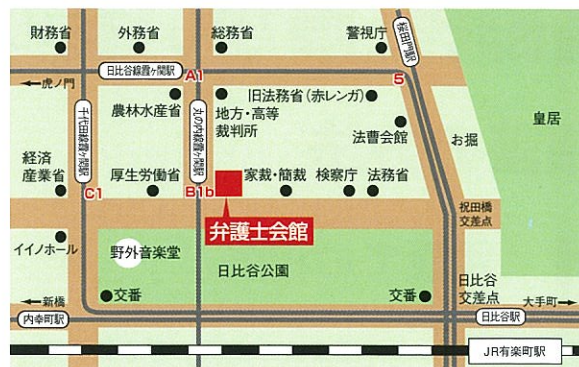 財務省
外務省
総務省
警視庁
桜田門駅
日比谷線霞ヶ関駅
A1
5
←虎ノ門
農林水産省
旧法務省(赤レンガ)
地方・高等
裁判所
法曹会館
お堀
皇居
千代田線霞ヶ関駅
丸の内線霞ヶ関駅
経済
産業省
C1
厚生労働省
B1b
家裁・簡裁
検察庁
法務省
祝田橋
交差点
弁護士会館
イイノホール
野外音楽堂
日比谷公園
日比谷
交差点
交番
交番
←新橋
大手町→
内幸町駅
日比谷駅
JR有楽町駅